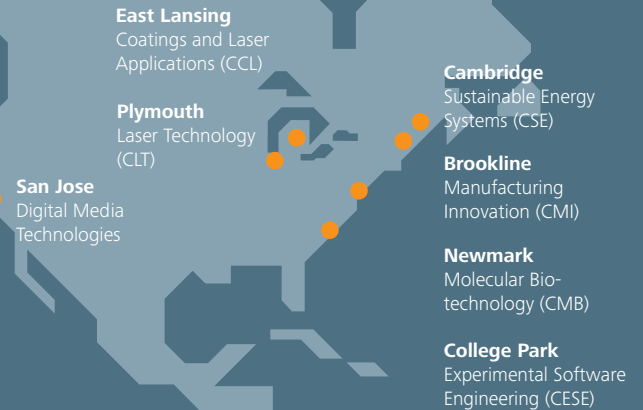 East Lansing
Coatings and Laser
Applications (CCL)
Plymouth
Laser Technology
(CLT)
San Jose
Digital Media
Technologies
Cambridge
Sustainable Energy
Systems (CSE)
Brookline
Manufacturing
Innovation (CMI)
Newmark
Molecular Bio-
technology (CMB)
College Park
Experimental Software
Engineering (CESE)